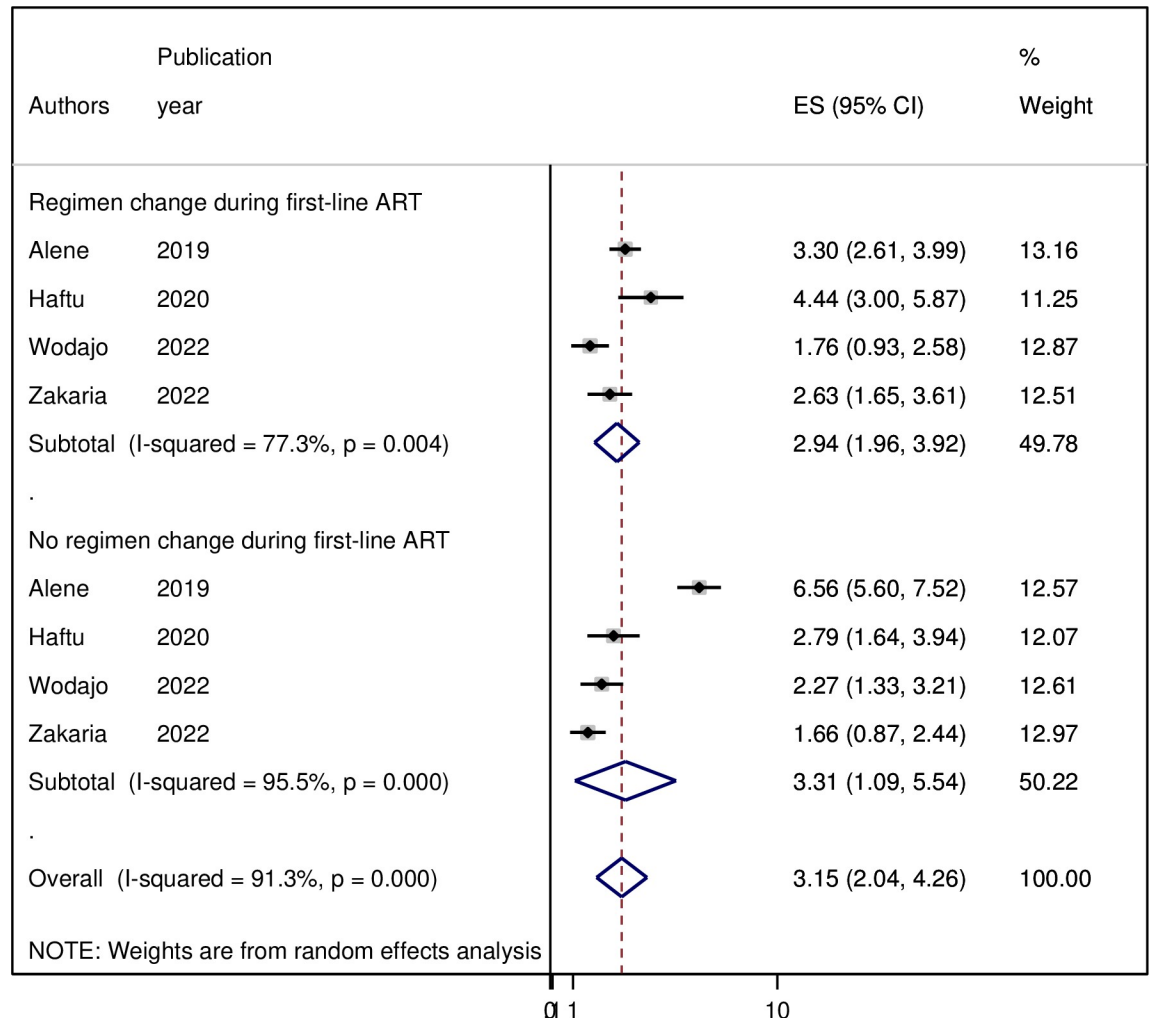 Publication %
Authors year ES (95% CI) Weight
Regimen change during first-line ART
Alene 2019 3.30 (2.61, 3.99) 13.16
Haftu 2020 4.44 (3.00, 5.87) 11.25
Wodajo 2022 1.76 (0.93, 2.58) 12.87
Zakaria 2022 2.63 (1.65, 3.61) 12.51
Subtotal (I-squared = 77.3%, p = 0.004) 2.94 (1.96, 3.92) 49.78
.
No regimen change during first-line ART
Alene 2019 6.56 (5.60, 7.52) 12.57
Haftu 2020 2.79 (1.64, 3.94) 12.07
Wodajo 2022 2.27 (1.33, 3.21) 12.61
Zakaria 2022 1.66 (0.87, 2.44) 12.97
Subtotal (I-squared = 95.5%, p = 0.000) 3.31 (1.09, 5.54) 50.22
.
Overall (I-squared = 91.3%, p = 0.000) 3.15 (2.04, 4.26) 100.00
NOTE: Weights are from random effects analysis
1 10